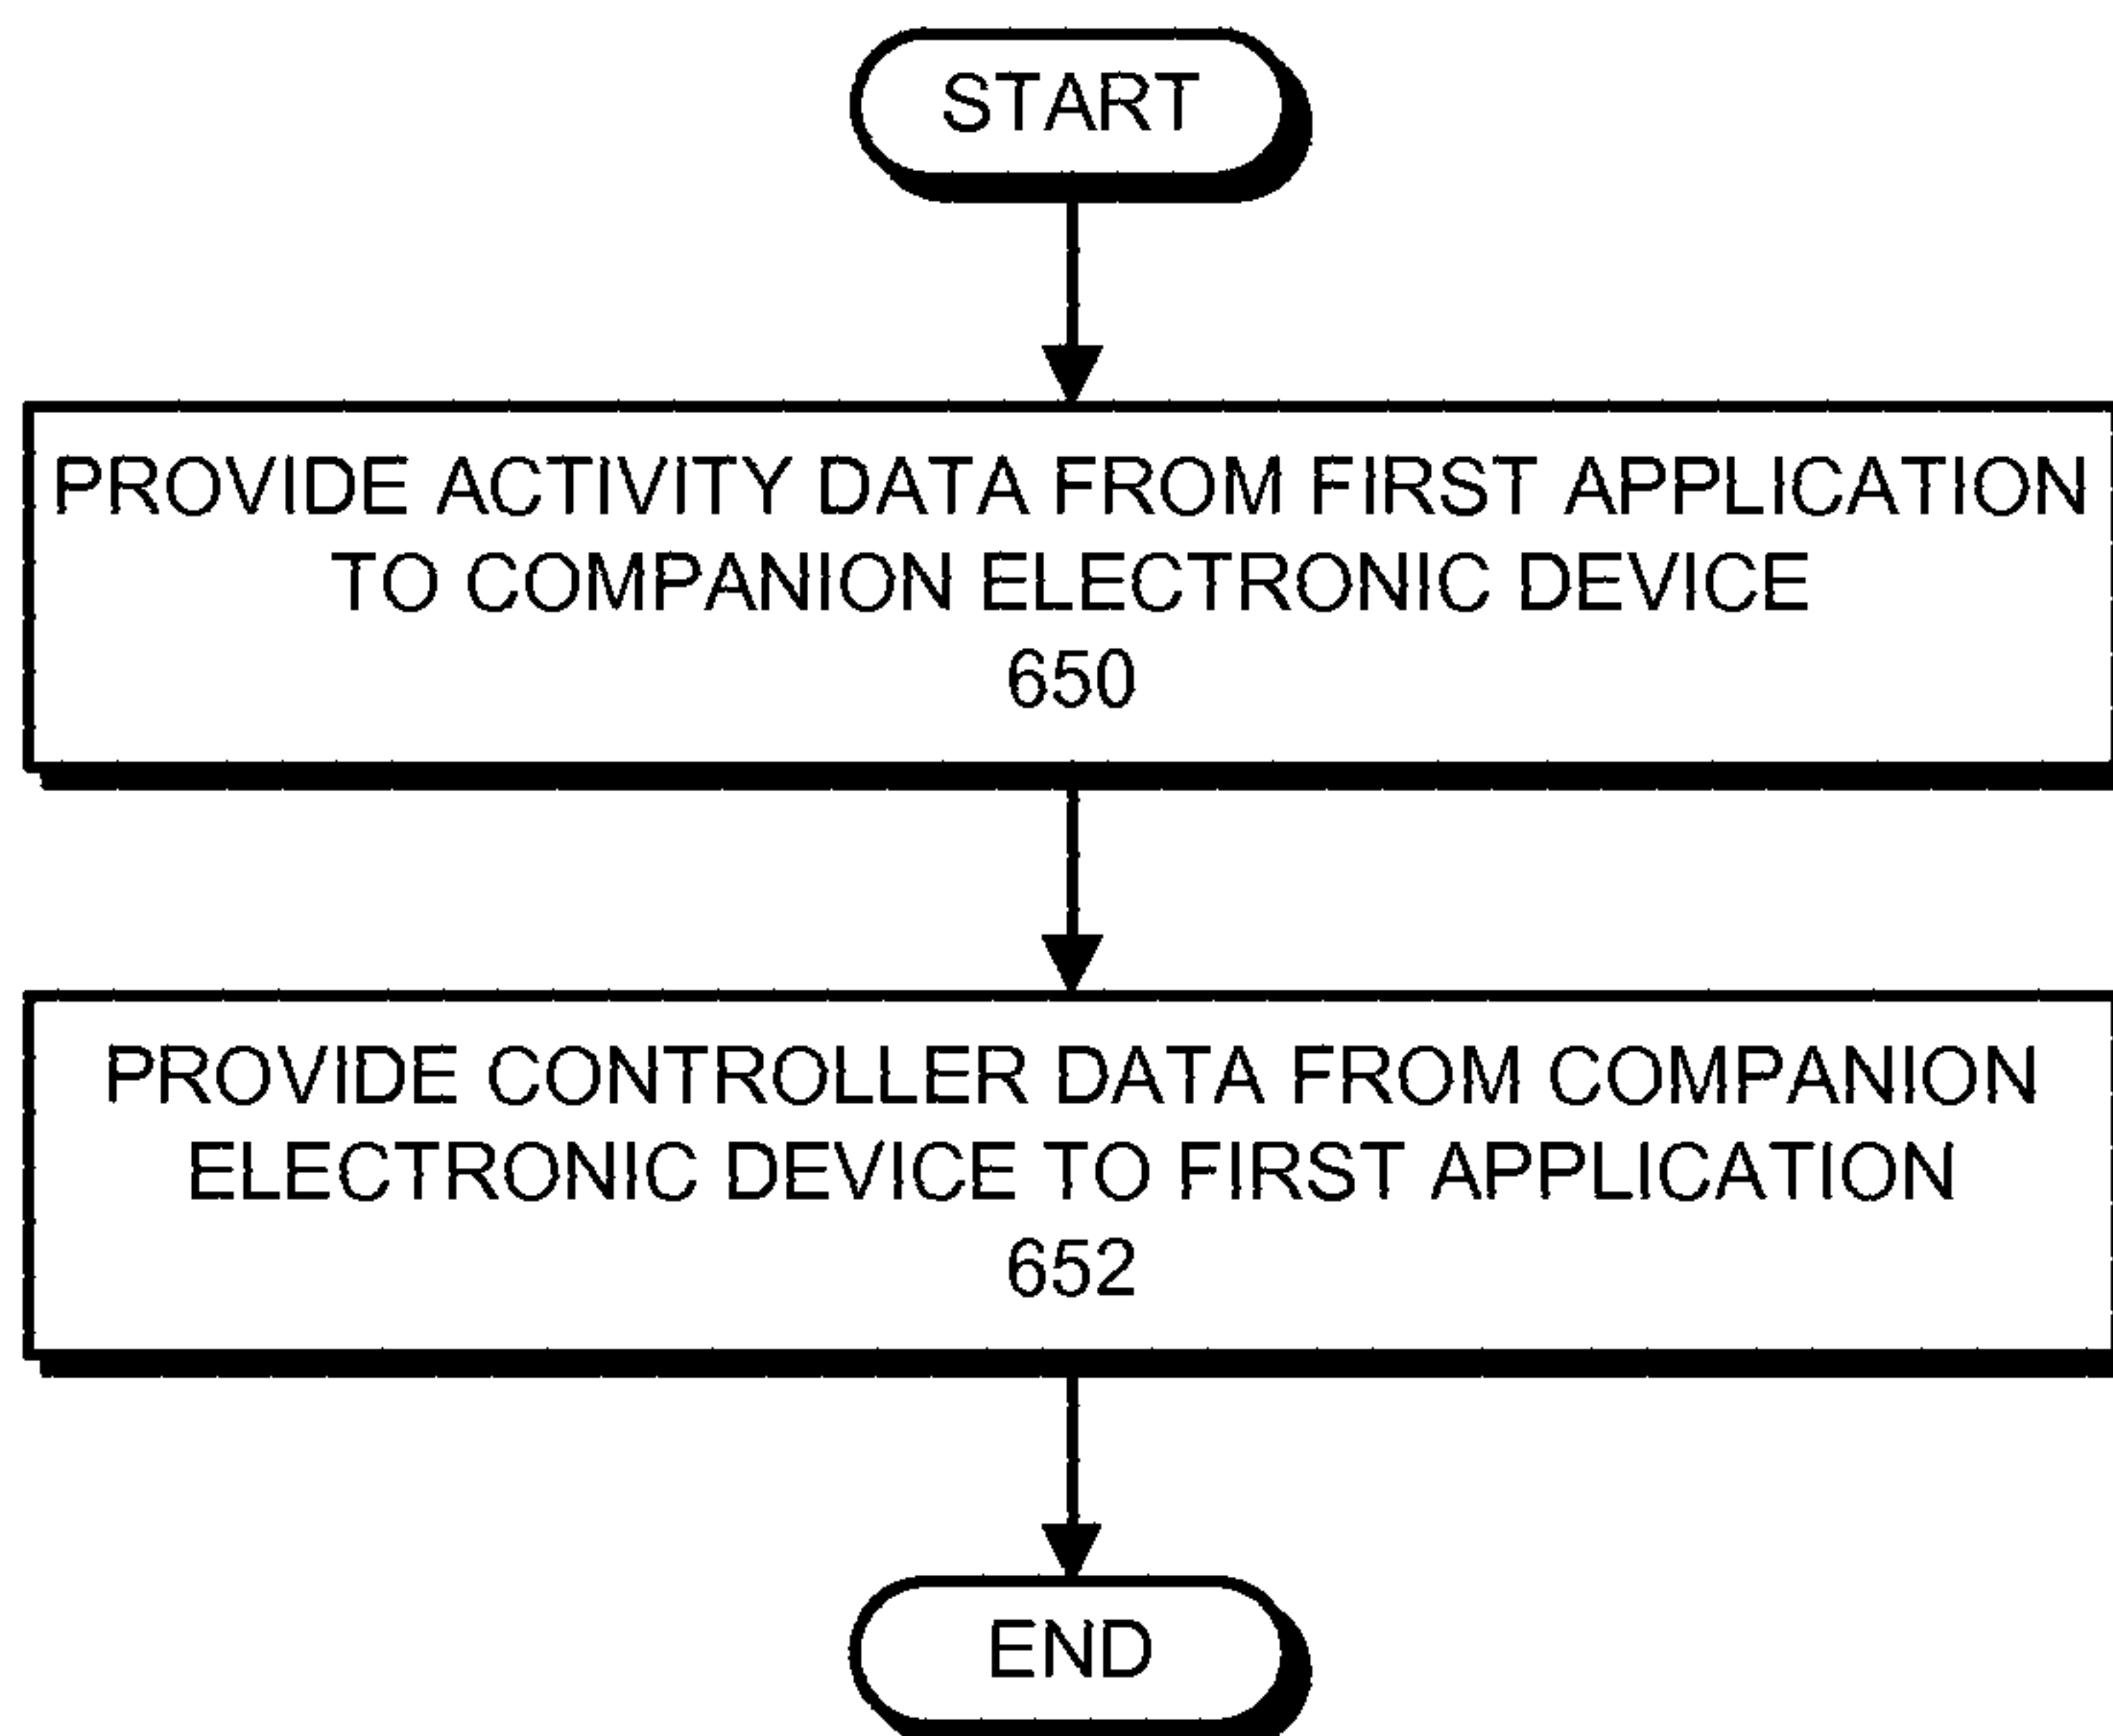 START
PROVIDE ACTIVITY DATA FROM FIRST APPLICATION
TO COMPANION ELECTRONIC DEVICE
650
PROVIDE CONTROLLER DATA FROM COMPANION
ELECTRONIC DEVICE TO FIRST APPLICATION
652
END